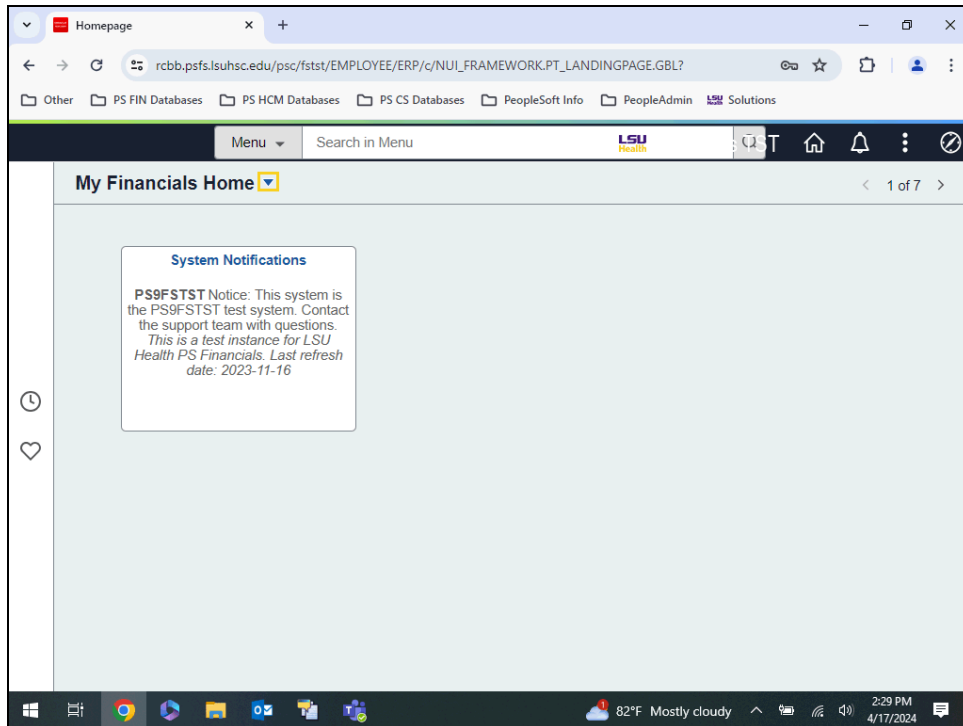 Homepage
rcbb.psfs.lsuhsc.edu/psc/fstst/EMPLOYEE/ERP/c/NUI_FRAMEWORK.PT_LANDINGPAGE.GBL?
Other PS FIN Databases PS HCM Databases PS CS Databases PeopleSoft Info PeopleAdmin LSU Health Solutions
Menu Search in Menu LSU Health TST
My Financials Home 1 of 7
System Notifications
PS9FSTST Notice: This system is
the PS9FSTST test system. Contact
the support team with questions.
This is a test instance for LSU
Health PS Financials. Last refresh
date: 2023-11-16
82°F Mostly cloudy
2:29 PM
4/17/2024